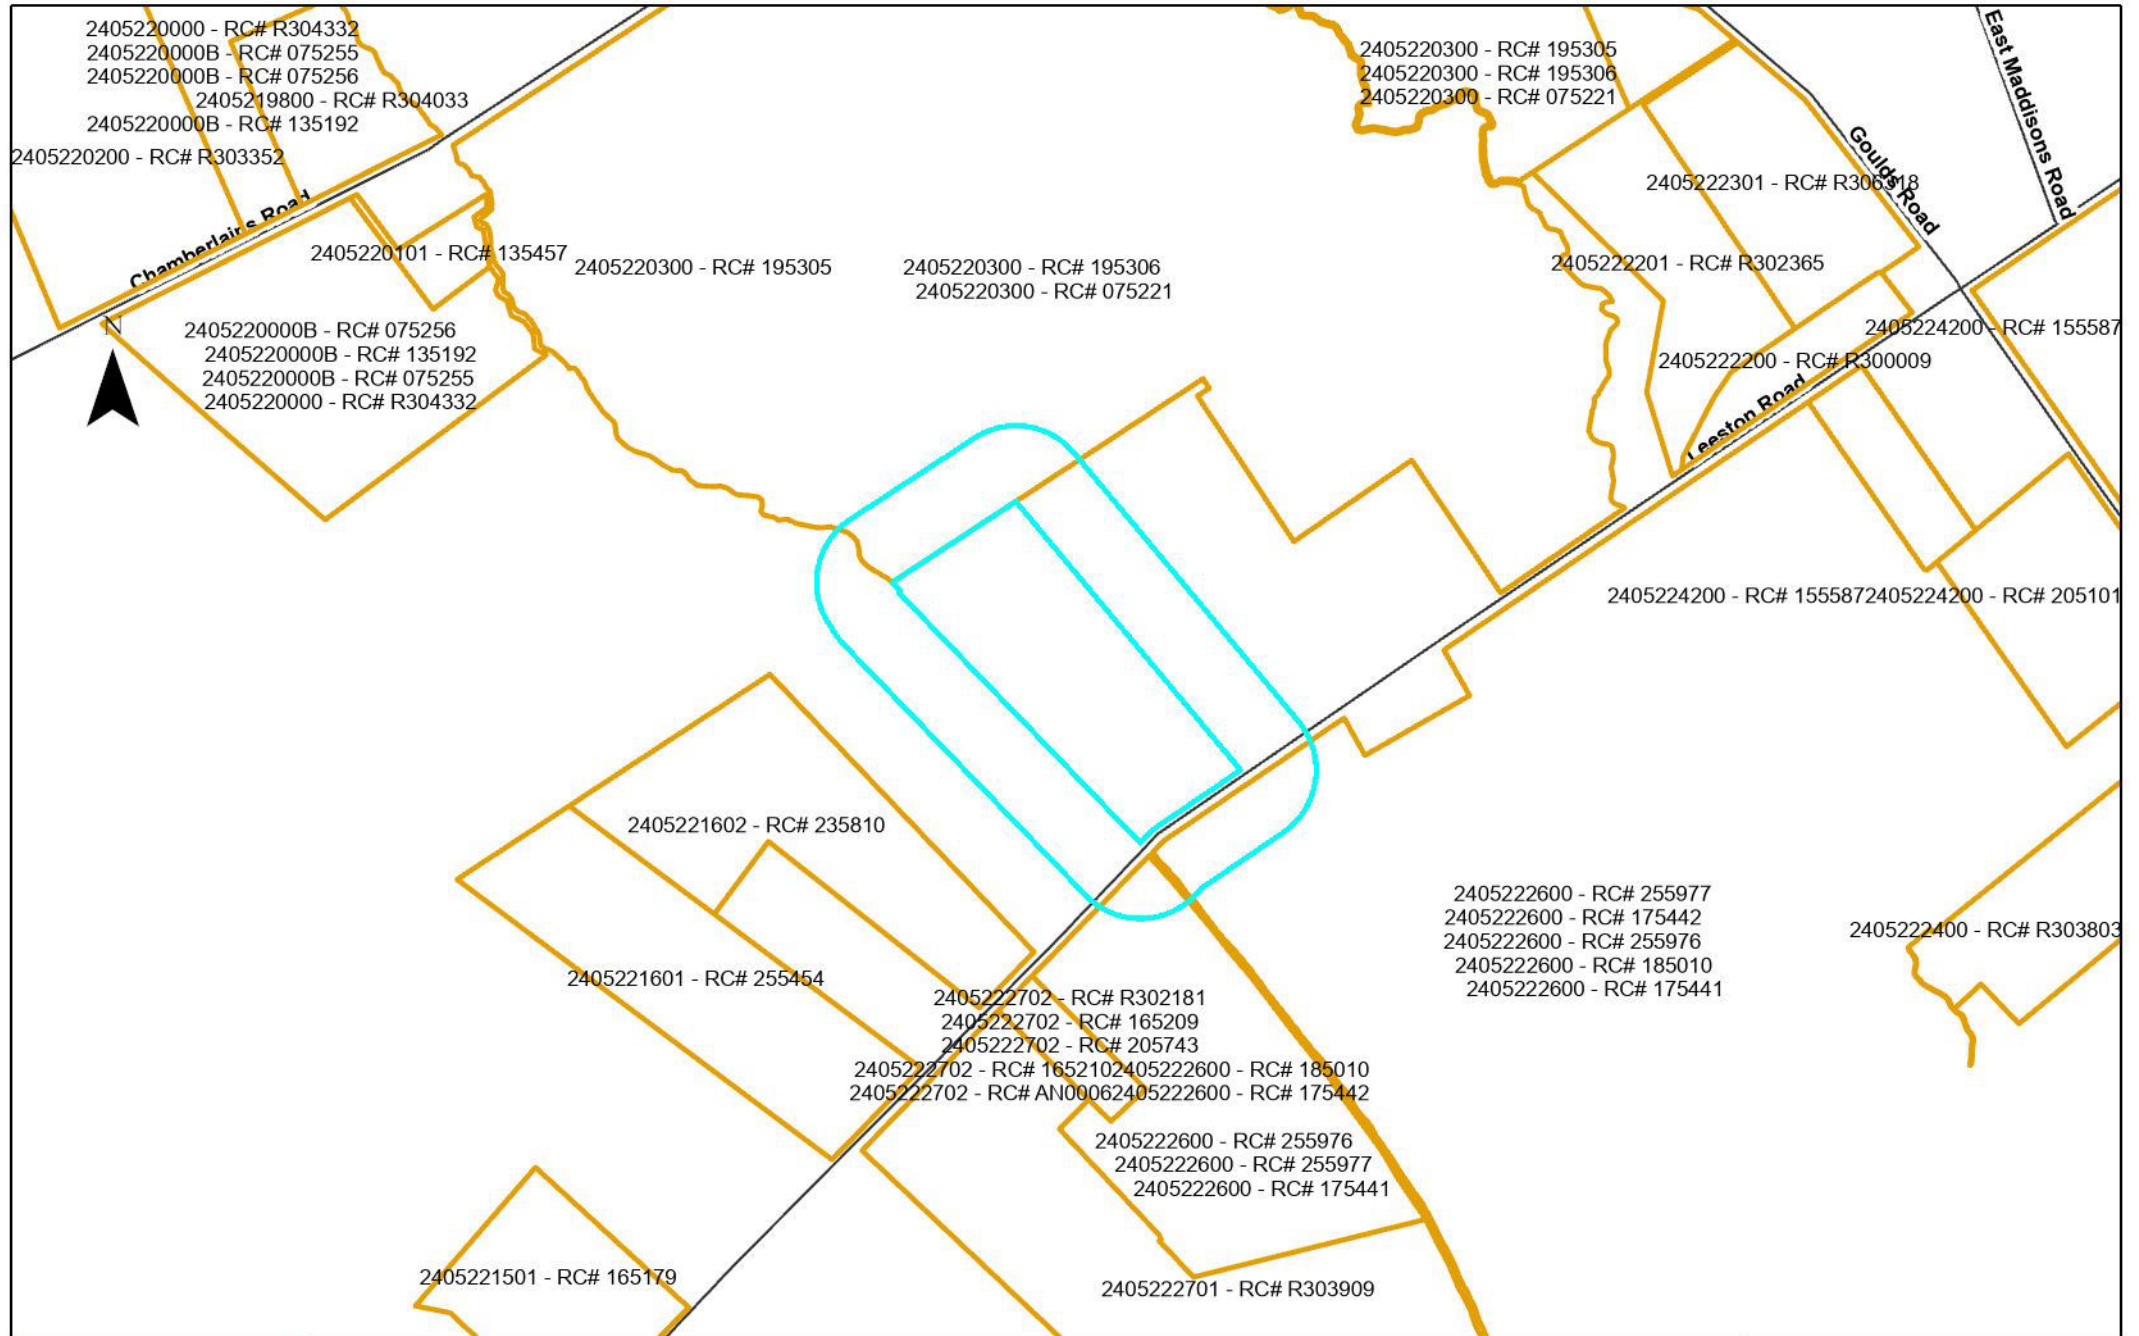 2405220000 - RC# R304332
2405220000B - RC# 075255
2405220000B - RC# 075256
2405219800 - RC# R304033
2405220000B - RC# 135192
2405220200 - RC# R303352
Chamberlains Road
2405220101 - RC# 135457
N
2405220000B - RC# 075256
2405220000B - RC# 135192
2405220000B - RC# 075255
2405220000 - RC# R304332
2405220300 - RC# 195305
2405220300 - RC# 195306
2405220300 - RC# 075221
2405220300 - RC# 195305
2405220300 - RC# 195306
2405220300 - RC# 075221
East Maddisons Road
Goulds Road
2405222301 - RC# R306318
2405222201 - RC# R302365
2405224200 - RC# 155587
2405222200 - RC# R300009
Leeston Road
2405224200 - RC# 1555872405224200 - RC# 205101
2405221602 - RC# 235810
2405221601 - RC# 255454
2405222600 - RC# 255977
2405222600 - RC# 175442
2405222600 - RC# 255976
2405222600 - RC# 185010
2405222600 - RC# 175441
2405222400 - RC# R303803
2405222702 - RC# R302181
2405222702 - RC# 165209
2405222702 - RC# 205743
2405222702 - RC# 1652102405222600 - RC# 185010
2405222702 - RC# AN00062405222600 - RC# 175442
2405222600 - RC# 255976
2405222600 - RC# 255977
2405222600 - RC# 175441
2405221501 - RC# 165179
2405222701 - RC# R303909